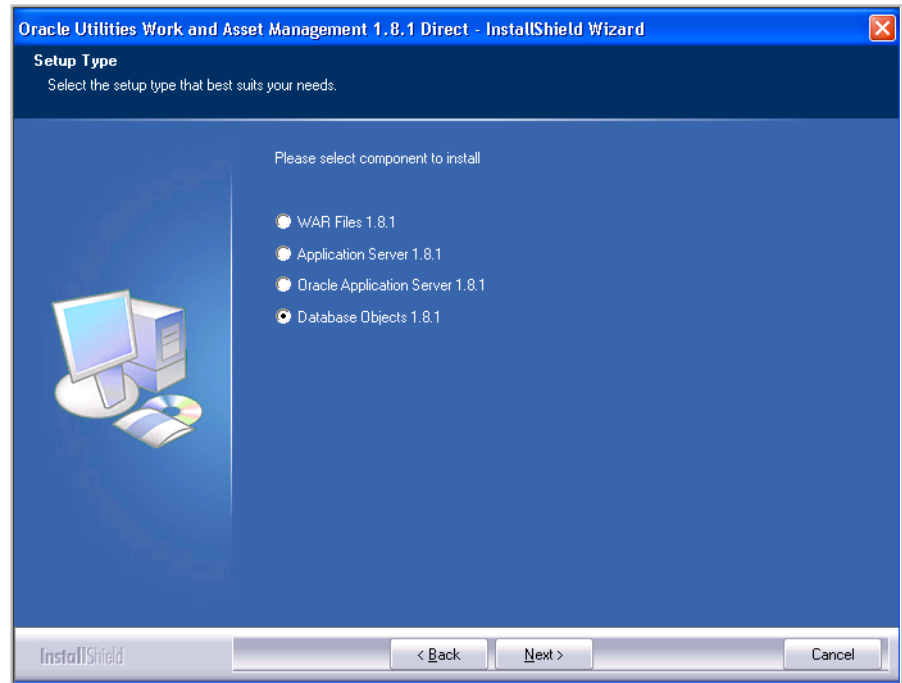 Oracle Utilities Work and Asset Management 1.8.1 Direct - InstallShield Wizard
Setup Type
Select the setup type that best suits your needs.
Please select component to install
WAR Files 1.8.1
Application Server 1.8.1
Oracle Application Server 1.8.1
Database Objects 1.8.1
InstallShield
< Back
Next >
Cancel